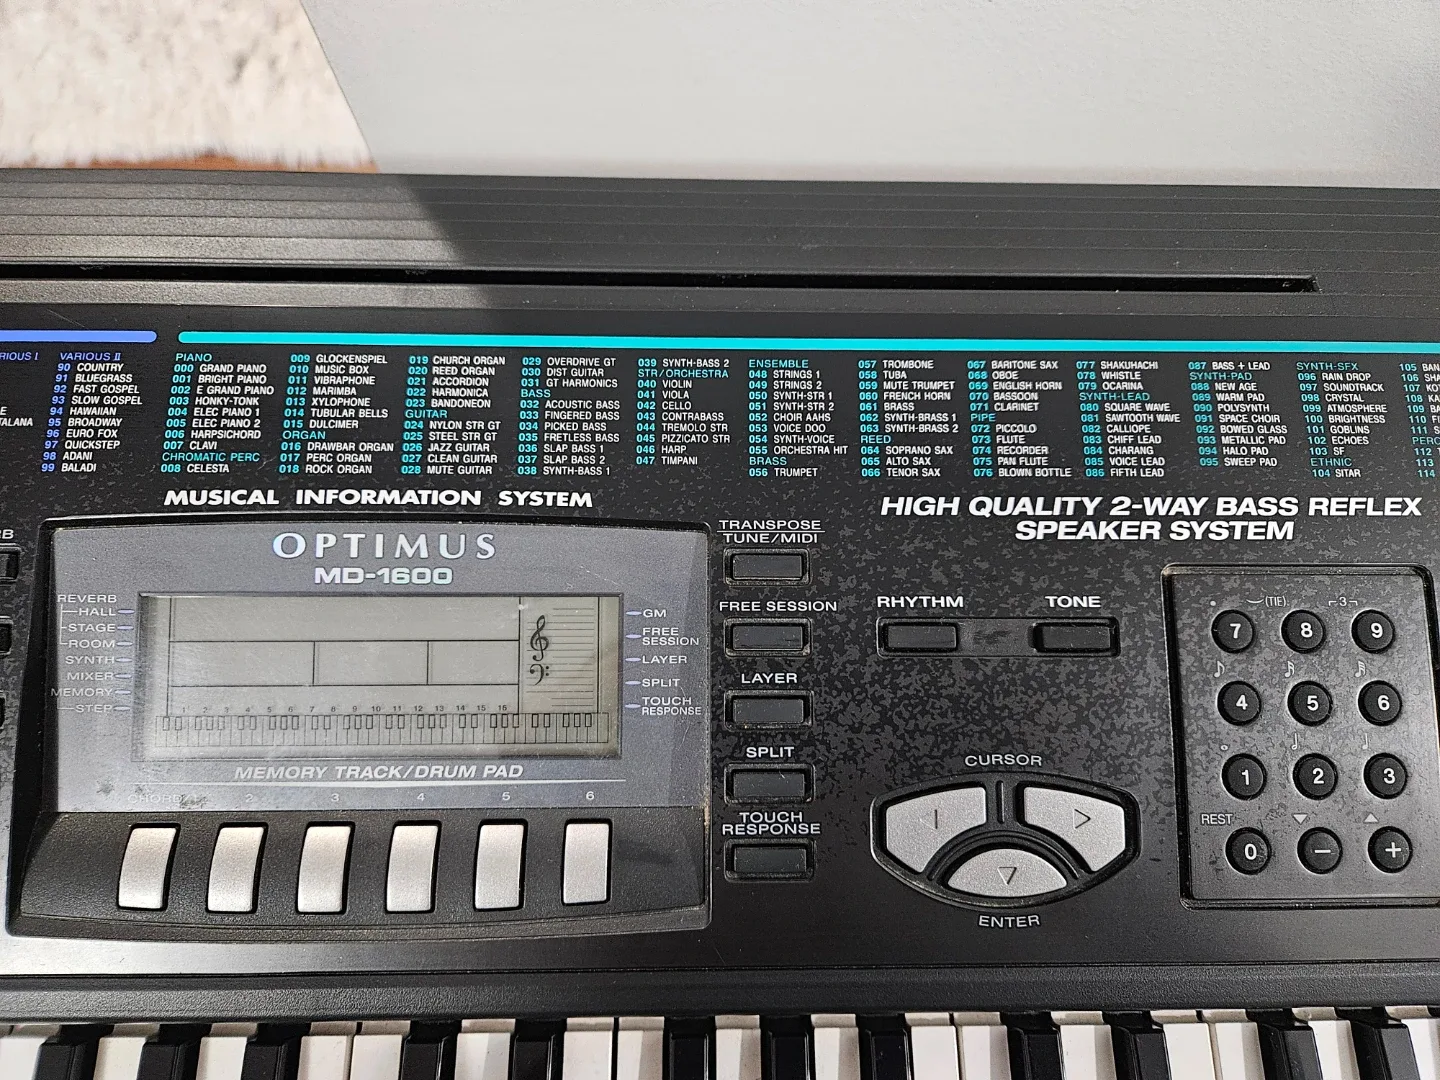 VARIOUS II
90 COUNTRY
91 BLUEGRASS
92 FAST GOSPEL
93 SLOW GOSPEL
94 HAWAIIAN
95 BROADWAY
96 EURO FOX
97 QUICKSTEP
98 ADANI
99 BALADI
PIANO
000 GRAND PIANO
001 BRIGHT PIANO
002 E GRAND PIANO
003 HONKY-TONK
004 ELEC PIANO 1
005 ELEC PIANO 2
006 HARPSICHORD
007 CLAVI
CHROMATIC PERC
008 CELESTA
009 GLOCKENSPIEL
010 MUSIC BOX
011 VIBRAPHONE
012 MARIMBA
013 XYLOPHONE
014 TUBULAR BELLS
015 DULCIMER
ORGAN
016 DRAWBAR ORGAN
017 PERC ORGAN
018 ROCK ORGAN
019 CHURCH ORGAN
020 REED ORGAN
021 ACCORDION
022 HARMONICA
023 BANDONEON
GUITAR
024 NYLON STR GT
025 STEEL STR GT
026 JAZZ GUITAR
027 CLEAN GUITAR
028 MUTE GUITAR
029 OVERDRIVE GT
030 DIST GUITAR
031 GT HARMONICS
BASS
032 ACOUSTIC BASS
033 FINGERED BASS
034 PICKED BASS
035 FRETLESS BASS
036 SLAP BASS 1
037 SLAP BASS 2
038 SYNTH-BASS 1
039 SYNTH-BASS 2
STR/ORCHESTRA
040 VIOLIN
041 VIOLA
042 CELLO
043 CONTRABASS
044 TREMOLO STR
045 PIZZICATO STR
046 HARP
047 TIMPANI
ENSEMBLE
048 STRINGS 1
049 STRINGS 2
050 SYNTH-STR 1
051 SYNTH-STR 2
052 CHOIR AAHS
053 VOICE DOO
054 SYNTH-VOICE
055 ORCHESTRA HIT
BRASS
056 TRUMPET
057 TROMBONE
058 TUBA
059 MUTE TRUMPET
060 FRENCH HORN
061 BRASS
062 SYNTH-BRASS 1
063 SYNTH-BRASS 2
REED
064 SOPRANO SAX
065 ALTO SAX
066 TENOR SAX
067 BARITONE SAX
068 OBOE
069 ENGLISH HORN
070 BASSOON
071 CLARINET
PIPE
072 PICCOLO
073 FLUTE
074 RECORDER
075 PAN FLUTE
076 BLOWN BOTTLE
077 SHAKUHACHI
078 WHISTLE
079 OCARINA
SYNTH-LEAD
080 SQUARE WAVE
081 SAWTOOTH WAVE
082 CALLIOPE
083 CHIFF LEAD
084 CHARANG
085 VOICE LEAD
086 FIFTH LEAD
087 BASS + LEAD
SYNTH-PAD
088 NEW AGE
089 WARM PAD
090 POLYSYNTH
091 SPACE CHOIR
092 BOWED GLASS
093 METALLIC PAD
094 HALO PAD
095 SWEEP PAD
SYNTH-SFX
096 RAIN DROP
097 SOUNDTRACK
098 CRYSTAL
099 ATMOSPHERE
100 BRIGHTNESS
101 GOBLINS
102 ECHOES
103 SF
ETHNIC
104 SITAR
MUSICAL INFORMATION SYSTEM
HIGH QUALITY 2-WAY BASS REFLEX
SPEAKER SYSTEM
OPTIMUS
MD-1600
REVERB
HALL
STAGE
ROOM
SYNTH
MIXER
MEMORY
STEP
1 2 3 4 5 6 7 8 9 10 11 12 13 14 15 16
GM
FREE
SESSION
LAYER
SPLIT
TOUCH
RESPONSE
MEMORY TRACK/DRUM PAD
CHORD 2 3 4 5 6
TRANSPOSE
TUNE/MIDI
FREE SESSION
LAYER
SPLIT
TOUCH
RESPONSE
RHYTHM TONE
CURSOR
ENTER
(TIE) 3
7 8 9
4 5 6
1 2 3
REST
0 − +